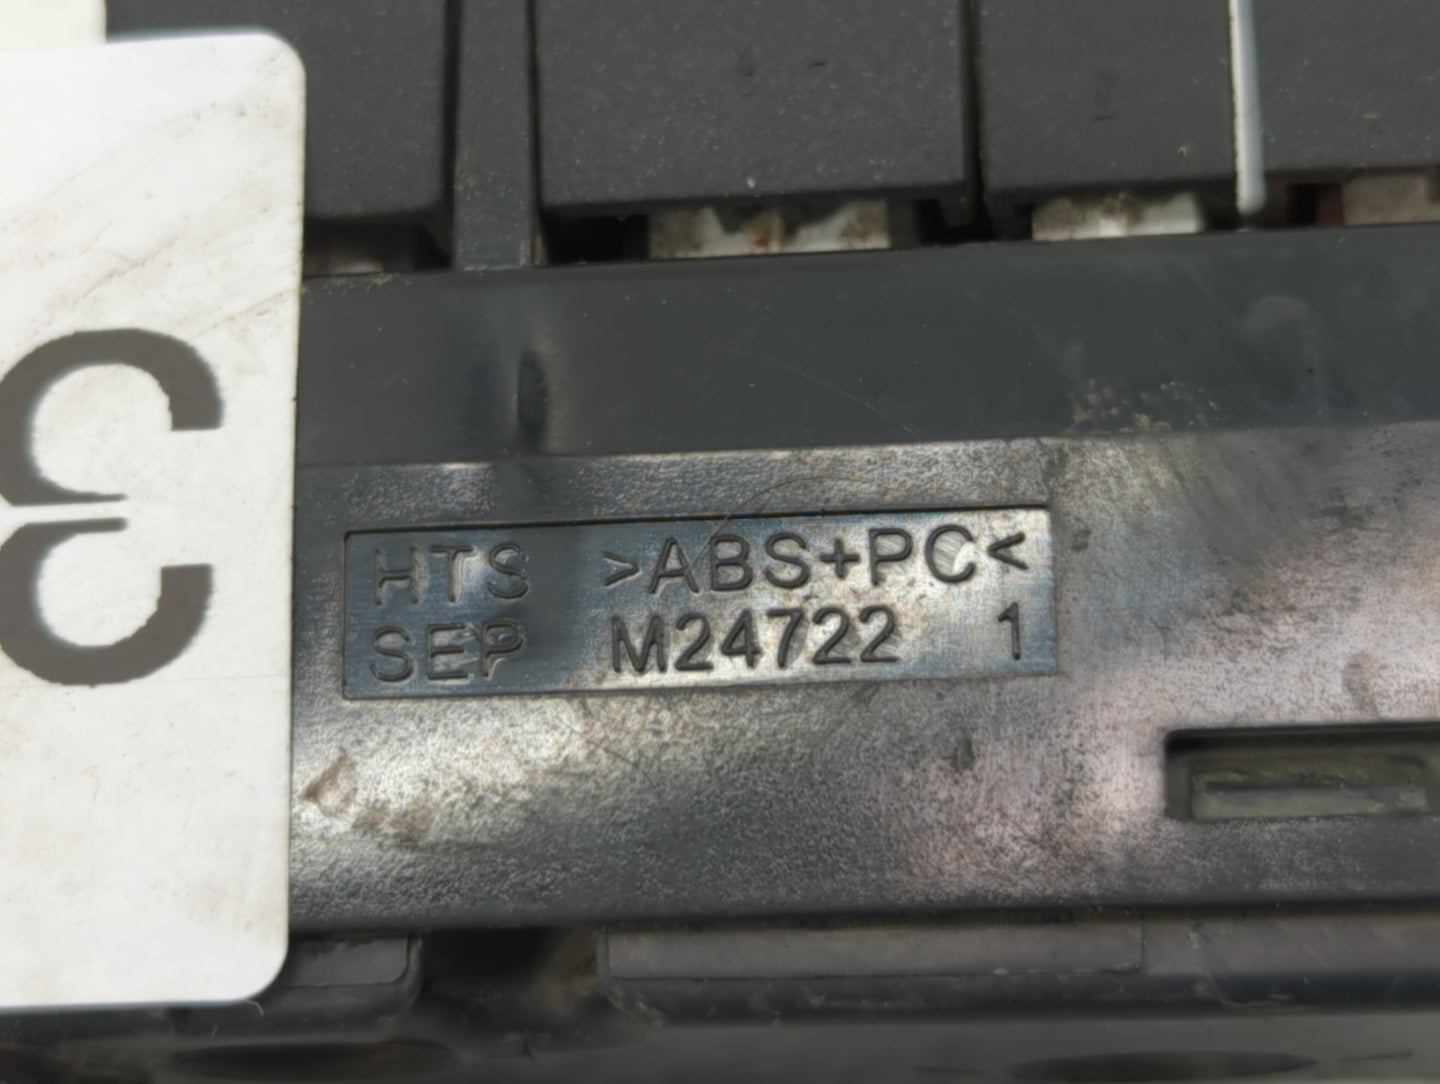 HTS >ABS+PC<
SEP M24722 1